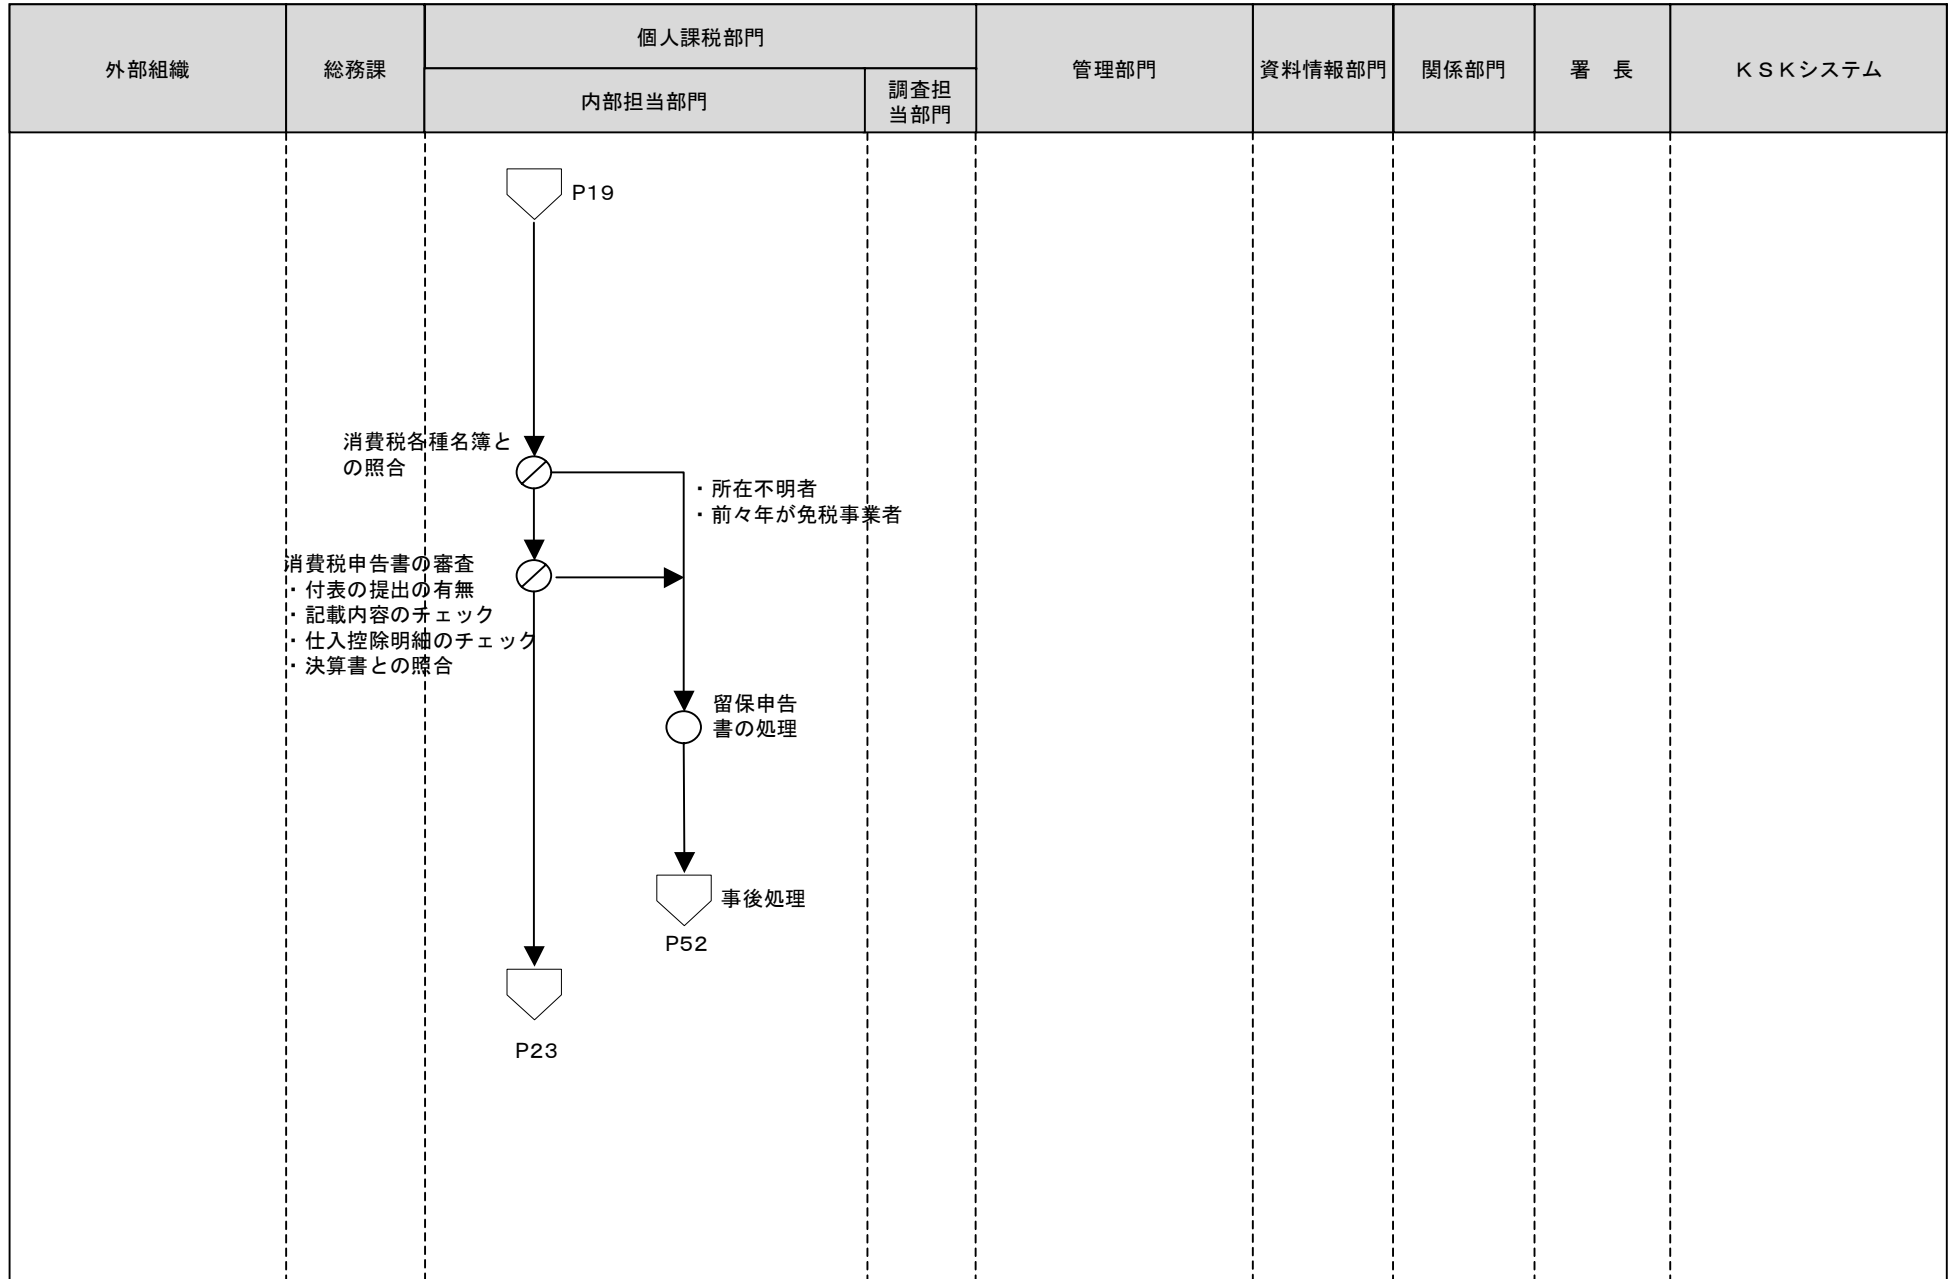 外部組織
総務課
個人課税部門
内部担当部門
調査担
当部門
管理部門
資料情報部門
関係部門
署　長
ＫＳＫシステム
P19
消費税各種名簿と
の照合
・所在不明者
・前々年が免税事業者
消費税申告書の審査
・付表の提出の有無
・記載内容のチェック
・仕入控除明細のチェック
・決算書との照合
留保申告
書の処理
事後処理
P52
P23